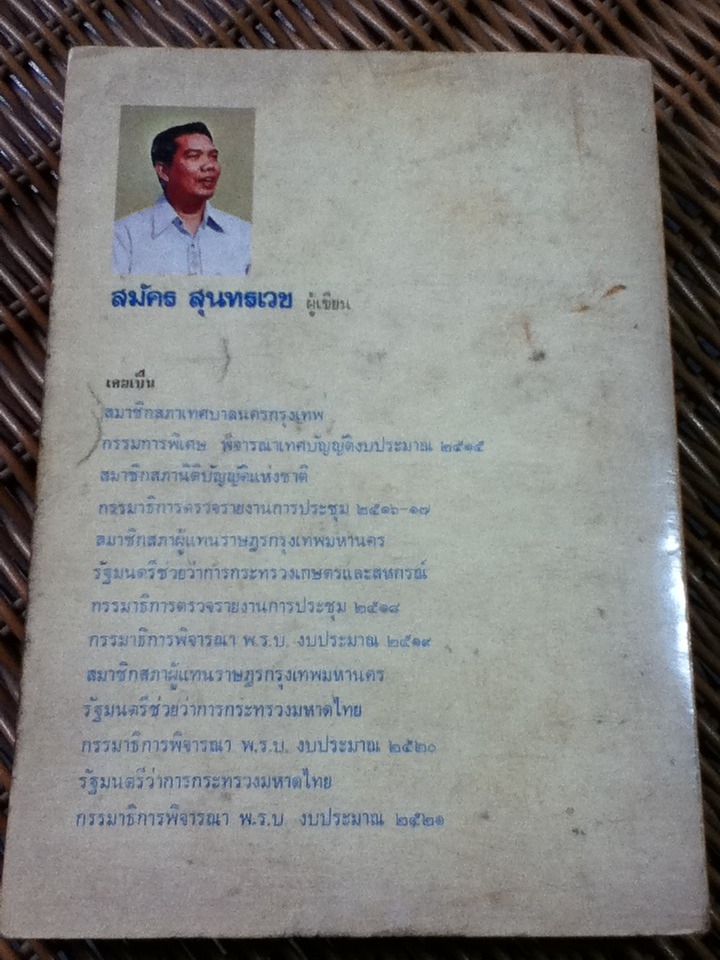 สมัคร สุนทรเวช ผู้เขียน
เคยเป็น
สมาชิกสภาเทศบาลนครกรุงเทพ
กรรมการพิเศษ พิจารณาเทศบัญญัติงบประมาณ ๒๕๑๕
สมาชิกสภานิติบัญญัติแห่งชาติ
กรรมาธิการตรวจรายงานการประชุม ๒๕๑๖-๑๗
สมาชิกสภาผู้แทนราษฎรกรุงเทพมหานคร
รัฐมนตรีช่วยว่าการกระทรวงเกษตรและสหกรณ์
กรรมาธิการตรวจรายงานการประชุม ๒๕๑๘
กรรมาธิการพิจารณา พ.ร.บ. งบประมาณ ๒๕๑๙
สมาชิกสภาผู้แทนราษฎรกรุงเทพมหานคร
รัฐมนตรีช่วยว่าการกระทรวงมหาดไทย
กรรมาธิการพิจารณา พ.ร.บ. งบประมาณ ๒๕๒๐
รัฐมนตรีว่าการกระทรวงมหาดไทย
กรรมาธิการพิจารณา พ.ร.บ. งบประมาณ ๒๕๒๑